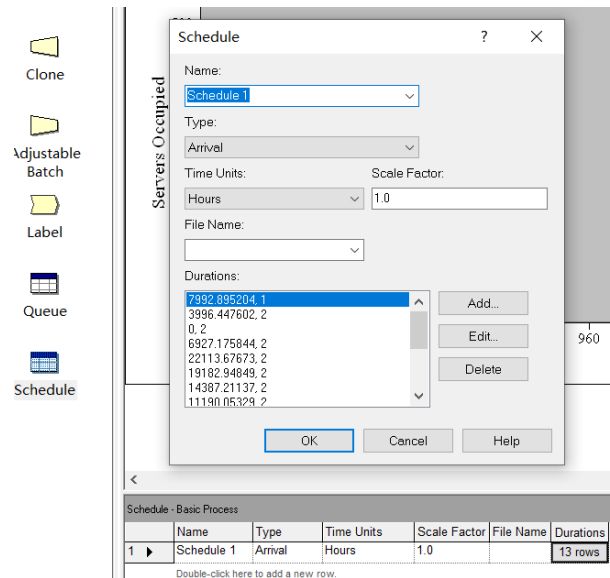 Clone
Adjustable
Batch
Label
Queue
Schedule
Servers Occupied
960
Schedule
?
Name:
Schedule 1
Type:
Arrival
Time Units:
Scale Factor:
Hours
1.0
File Name:
Durations:
7992.895204, 1
3996.447602, 2
0, 2
6927.175844, 2
22113.67673, 2
19182.94849, 2
14387.21137, 2
11190.05329, 2
Add...
Edit...
Delete
OK
Cancel
Help
Schedule - Basic Process
Name Type Time Units Scale Factor File Name Durations
1 Schedule 1 Arrival Hours 1.0 13 rows
Double-click here to add a new row.